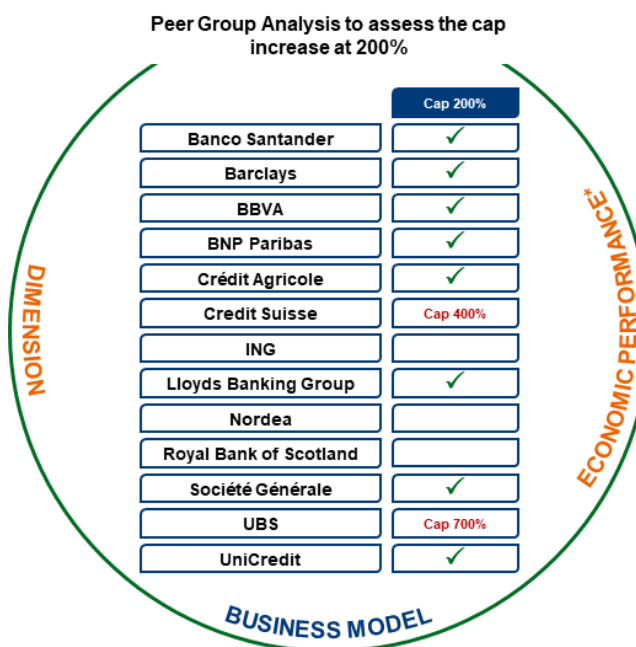 Peer Group Analysis to assess the cap
increase at 200%
Cap 200%
Banco Santander ✓
Barclays ✓
BBVA ✓
BNP Paribas ✓
Crédit Agricole ✓
Credit Suisse Cap 400%
ING
Lloyds Banking Group ✓
Nordea
Royal Bank of Scotland
Société Générale ✓
UBS Cap 700%
UniCredit ✓
DIMENSION
ECONOMIC PERFORMANCE*
BUSINESS MODEL